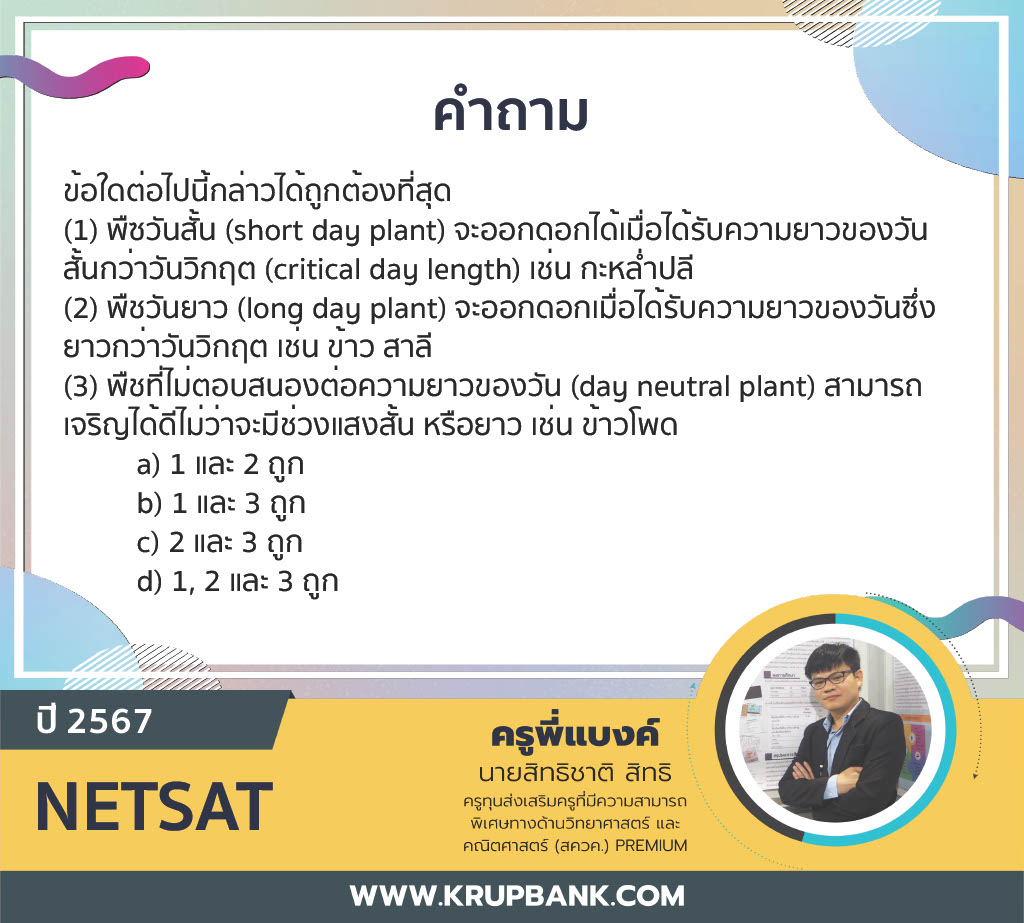 คำถาม
ข้อใดต่อไปนี้กล่าวได้ถูกต้องที่สุด
(1) พืชวันสั้น (short day plant) จะออกดอกได้เมื่อได้รับความยาวของวัน
สั้นกว่าวันวิกฤต (critical day length) เช่น กะหล่ำปลี
(2) พืชวันยาว (long day plant) จะออกดอกเมื่อได้รับความยาวของวันซึ่ง
ยาวกว่าวันวิกฤต เช่น ข้าว สาลี
(3) พืชที่ไม่ตอบสนองต่อความยาวของวัน (day neutral plant) สามารถ
เจริญได้ดีไม่ว่าจะมีช่วงแสงสั้น หรือยาว เช่น ข้าวโพด
a) 1 และ 2 ถูก
b) 1 และ 3 ถูก
c) 2 และ 3 ถูก
d) 1, 2 และ 3 ถูก
ปี 2567
NETSAT
ครูพี่แบงค์
นายสิทธิชาติ สิทธิ
ครูทุนส่งเสริมครูที่มีความสามารถ
พิเศษทางด้านวิทยาศาสตร์ และ
คณิตศาสตร์ (สควค.) PREMIUM
WWW.KRUPBANK.COM